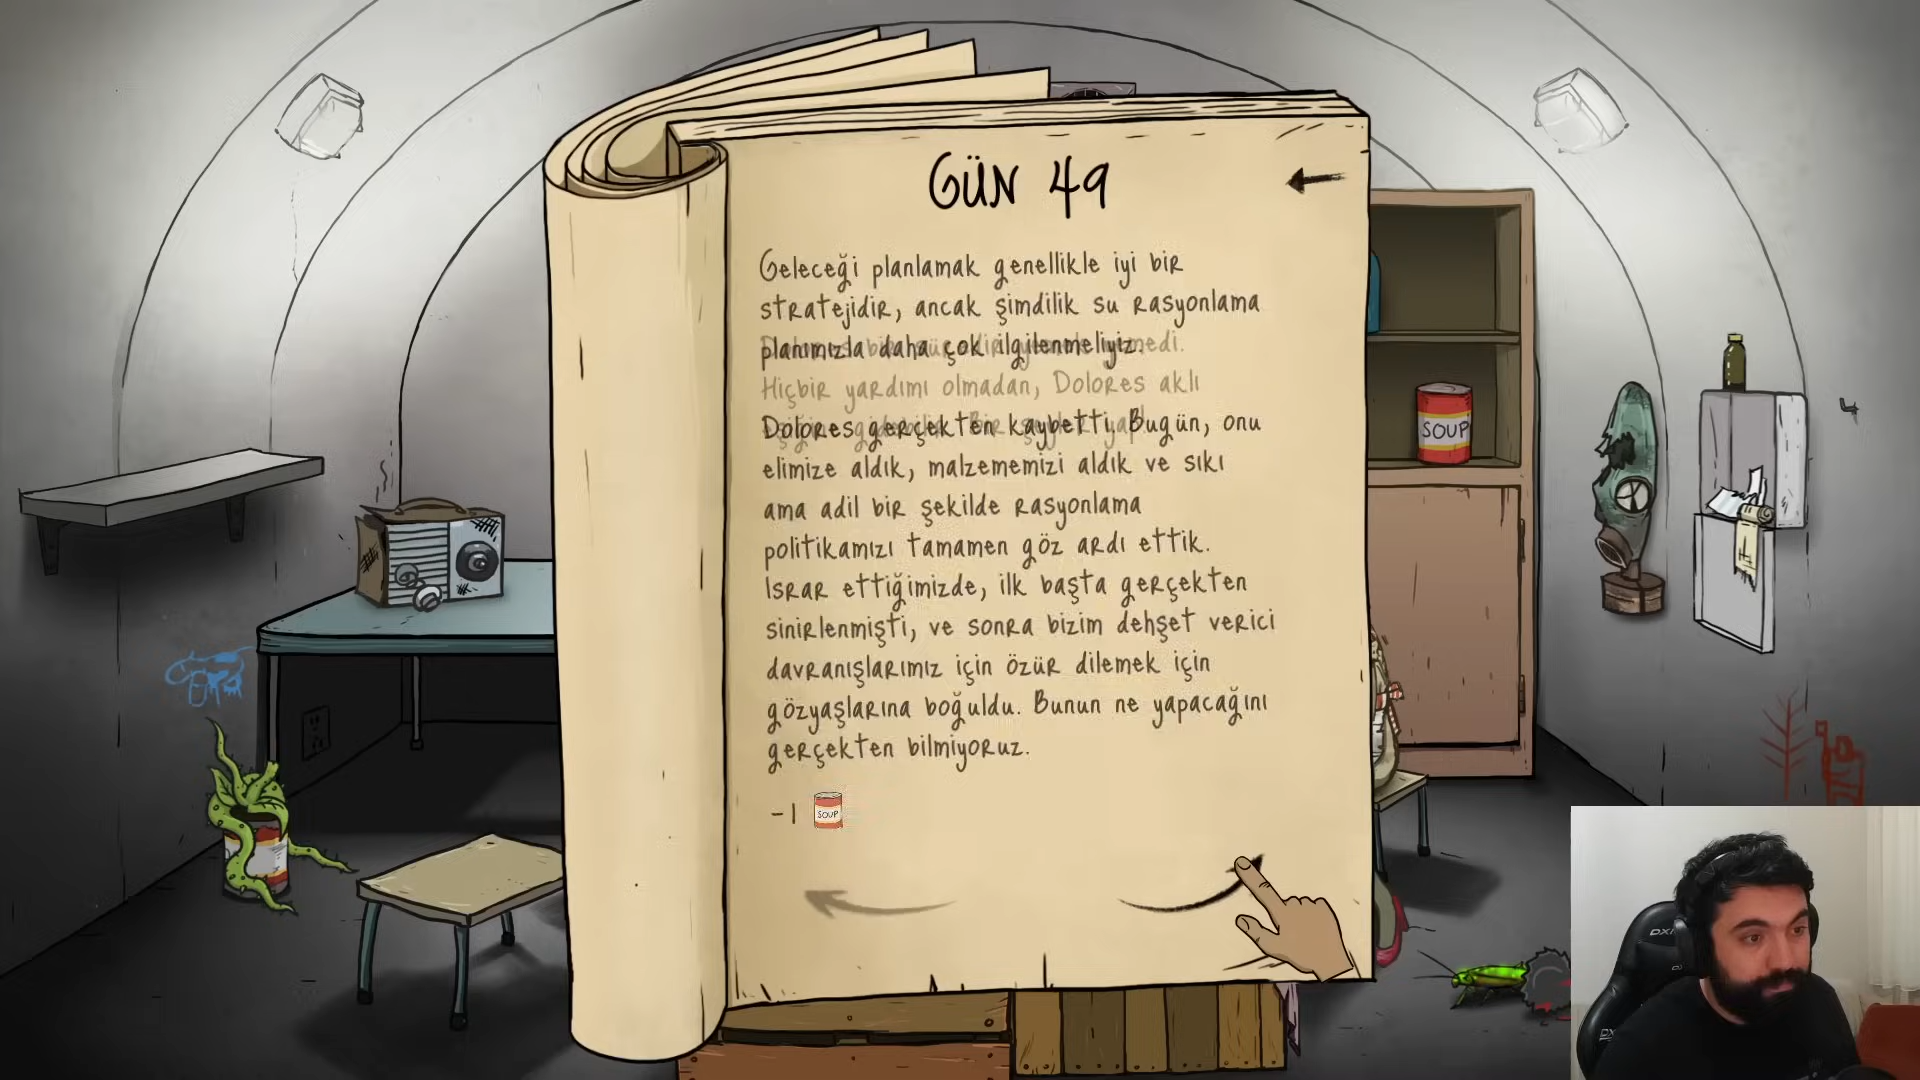 GÜN 49
Geleceği planlamak genellikle iyi bir
stratejidir, ancak şimdilik su rasyonlama
planımızla daha çok ilgilenmeliyiz.
Hiçbir yardımı olmadan, Dolores aklı
Dolores gerçekten kaybetti. Bugün, onu
elimize aldık, malzememizi aldık ve sıkı
ama adil bir şekilde rasyonlama
politikamızı tamamen göz ardı ettik.
Israr ettiğimizde, ilk başta gerçekten
sinirlenmişti, ve sonra bizim dehşet verici
davranışlarımız için özür dilemek için
gözyaşlarına boğuldu. Bunun ne yapacağını
gerçekten bilmiyoruz.
-1 SOUP
SOUP